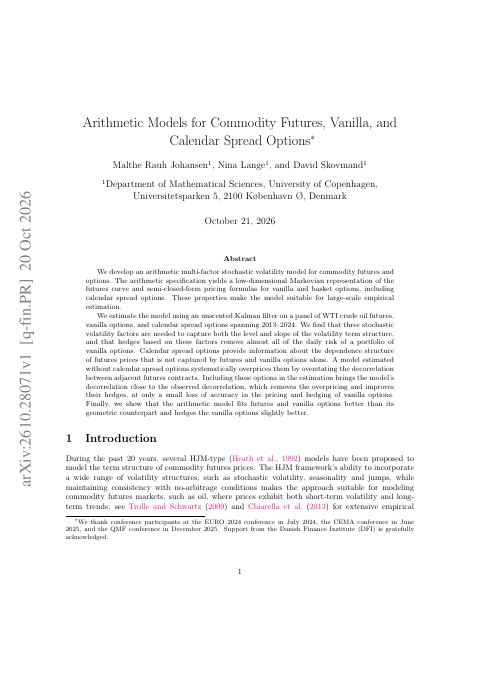 Arithmetic Models for Commodity Futures, Vanilla, and
Calendar Spread Options*
Malthe Rauh Johansen¹, Nina Lange¹, and David Skovmand¹
¹Department of Mathematical Sciences, University of Copenhagen,
Universitetsparken 5, 2100 København Ø, Denmark
October 21, 2026
Abstract
We develop an arithmetic multi-factor stochastic volatility model for commodity futures and
options. The arithmetic specification yields a low-dimensional Markovian representation of the
futures curve and semi-closed-form pricing formulas for vanilla and basket options, including
calendar spread options. These properties make the model suitable for large-scale empirical
estimation.
We estimate the model using an unscented Kalman filter on a panel of WTI crude oil futures,
vanilla options, and calendar spread options spanning 2013–2024. We find that three stochastic
volatility factors are needed to capture both the level and slope of the volatility term structure,
and that hedges based on these factors remove almost all of the daily risk of a portfolio of
vanilla options. Calendar spread options provide information about the dependence structure
of futures prices that is not captured by futures and vanilla options alone. A model estimated
without calendar spread options systematically overprices them by overstating the decorrelation
between adjacent futures contracts. Including these options in the estimation brings the model's
decorrelation close to the observed decorrelation, which removes the overpricing and improves
their hedges, at only a small loss of accuracy in the pricing and hedging of vanilla options.
Finally, we show that the arithmetic model fits futures and vanilla options better than its
geometric counterpart and hedges the vanilla options slightly better.
1 Introduction
During the past 20 years, several HJM-type (Heath et al., 1992) models have been proposed to
model the term structure of commodity futures prices. The HJM framework's ability to incorporate
a wide range of volatility structures, such as stochastic volatility, seasonality and jumps, while
maintaining consistency with no-arbitrage conditions makes the approach suitable for modeling
commodity futures markets, such as oil, where prices exhibit both short-term volatility and long-
term trends; see Trolle and Schwartz (2009) and Chiarella et al. (2013) for extensive empirical
*We thank conference participants at the EURO 2024 conference in July 2024, the CEMA conference in June
2025, and the QMF conference in December 2025. Support from the Danish Finance Institute (DFI) is gratefully
acknowledged.
1
arXiv:2610.28071v1 [q-fin.PR] 20 Oct 2026